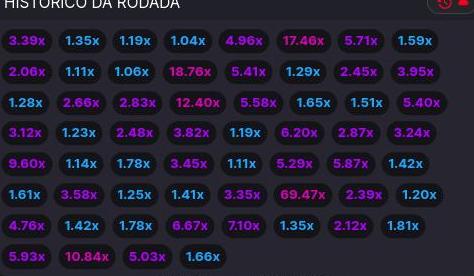 HISTÓRICO DA RODADA
3.39x 1.35x 1.19x 1.04x 4.96x 17.46x 5.71x 1.59x
2.06x 1.11x 1.06x 18.76x 5.41x 1.29x 2.45x 3.95x
1.28x 2.66x 2.83x 12.40x 5.58x 1.65x 1.51x 5.40x
3.12x 1.23x 2.48x 3.82x 1.19x 6.20x 2.87x 3.24x
9.60x 1.14x 1.78x 3.45x 1.11x 5.29x 5.87x 1.42x
1.61x 3.58x 1.25x 1.41x 3.35x 69.47x 2.39x 1.20x
4.76x 1.42x 1.78x 6.67x 7.10x 1.35x 2.12x 1.81x
5.93x 10.84x 5.03x 1.66x